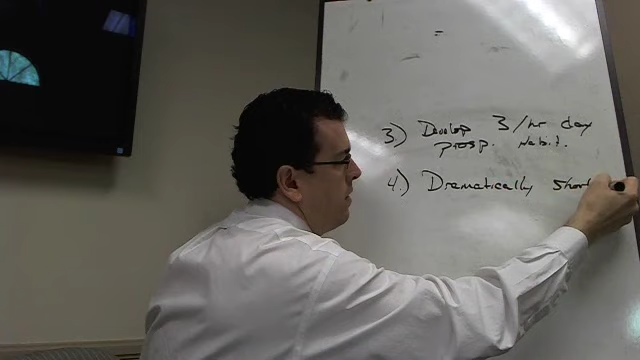 3) Develop 3/hr day
prosp. Habit.
4.) Dramatically short